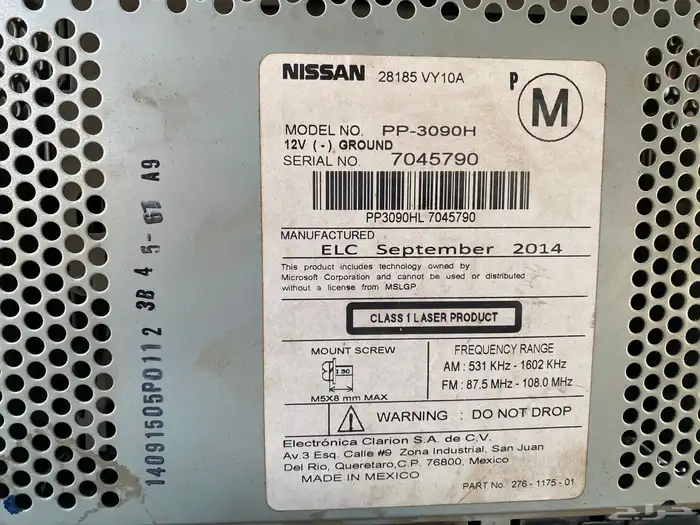 NISSAN 28185 VY10A
P M
MODEL NO. PP-3090H
12V (-) GROUND
SERIAL NO. 7045790
PP3090HL 7045790
MANUFACTURED
ELC September 2014
This product includes technology owned by
Microsoft Corporation and cannot be used or distributed
without a license from MSLGP
CLASS 1 LASER PRODUCT
MOUNT SCREW
M5X8 mm MAX
FREQUENCY RANGE
AM : 531 KHz - 1602 KHz
FM : 87.5 MHz - 108.0 MHz
WARNING : DO NOT DROP
Electrónica Clarion S.A. de C.V.
Av.3 Esq. Calle #9 Zona Industrial, San Juan
Del Rio, Queretaro,C.P. 76800, Mexico
MADE IN MEXICO
PART No. 276-1175-01
14091505P0112 3B 4 5-67 A9
حراج